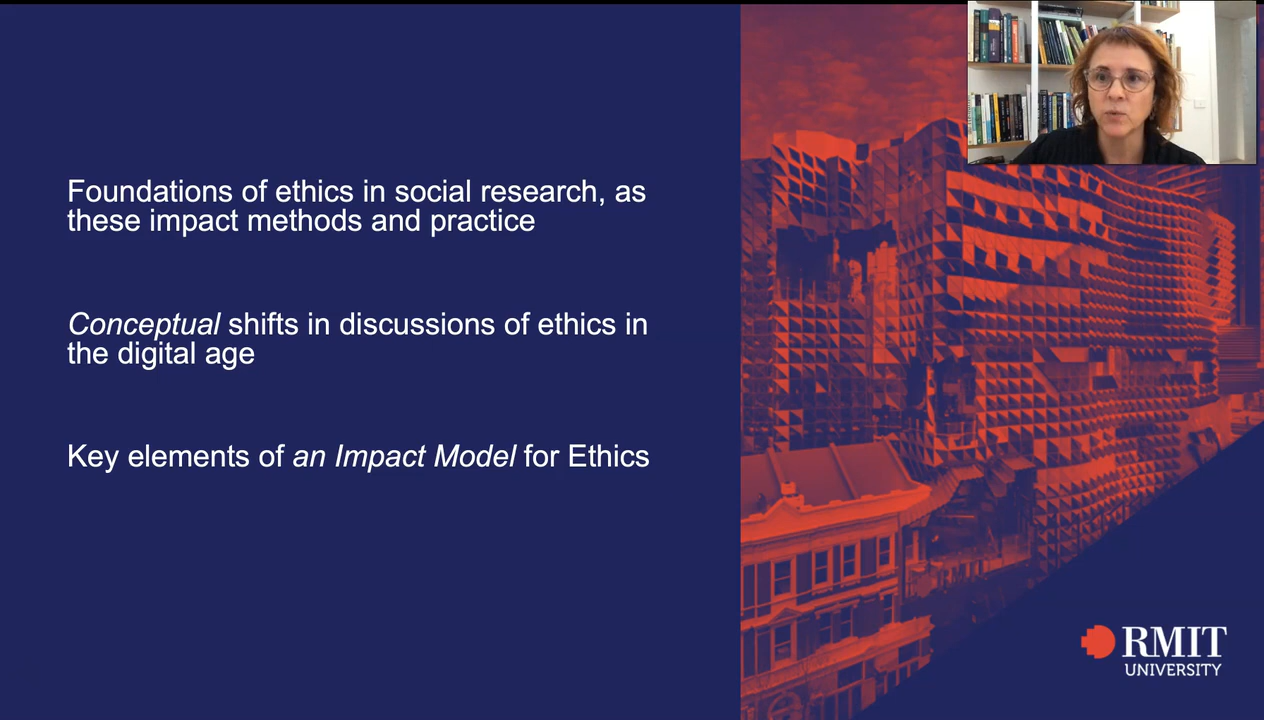 Foundations of ethics in social research, as
these impact methods and practice
Conceptual shifts in discussions of ethics in
the digital age
Key elements of an Impact Model for Ethics
RMIT
UNIVERSITY